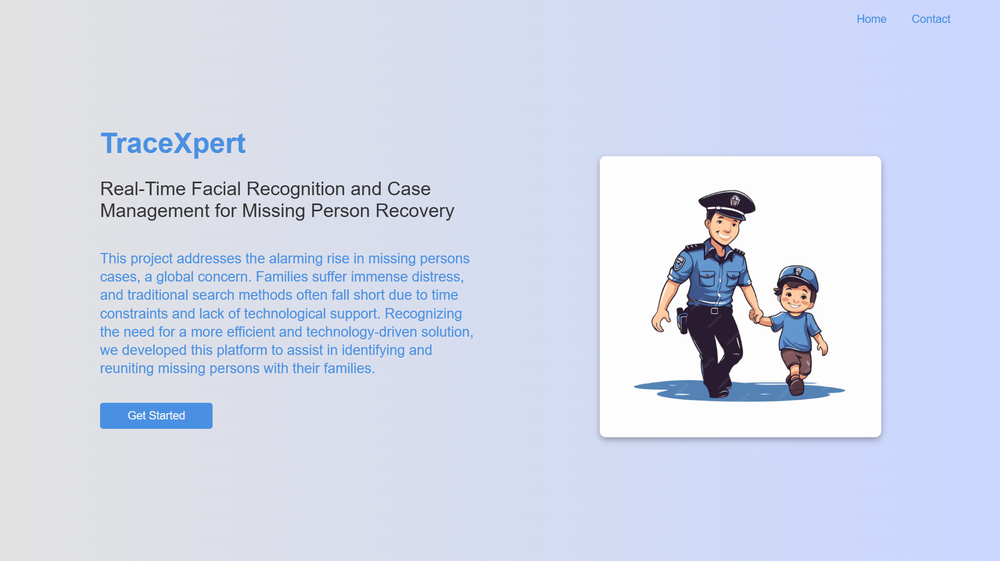 Home Contact
TraceXpert
Real-Time Facial Recognition and Case
Management for Missing Person Recovery
This project addresses the alarming rise in missing persons
cases, a global concern. Families suffer immense distress,
and traditional search methods often fall short due to time
constraints and lack of technological support. Recognizing
the need for a more efficient and technology-driven solution,
we developed this platform to assist in identifying and
reuniting missing persons with their families.
Get Started